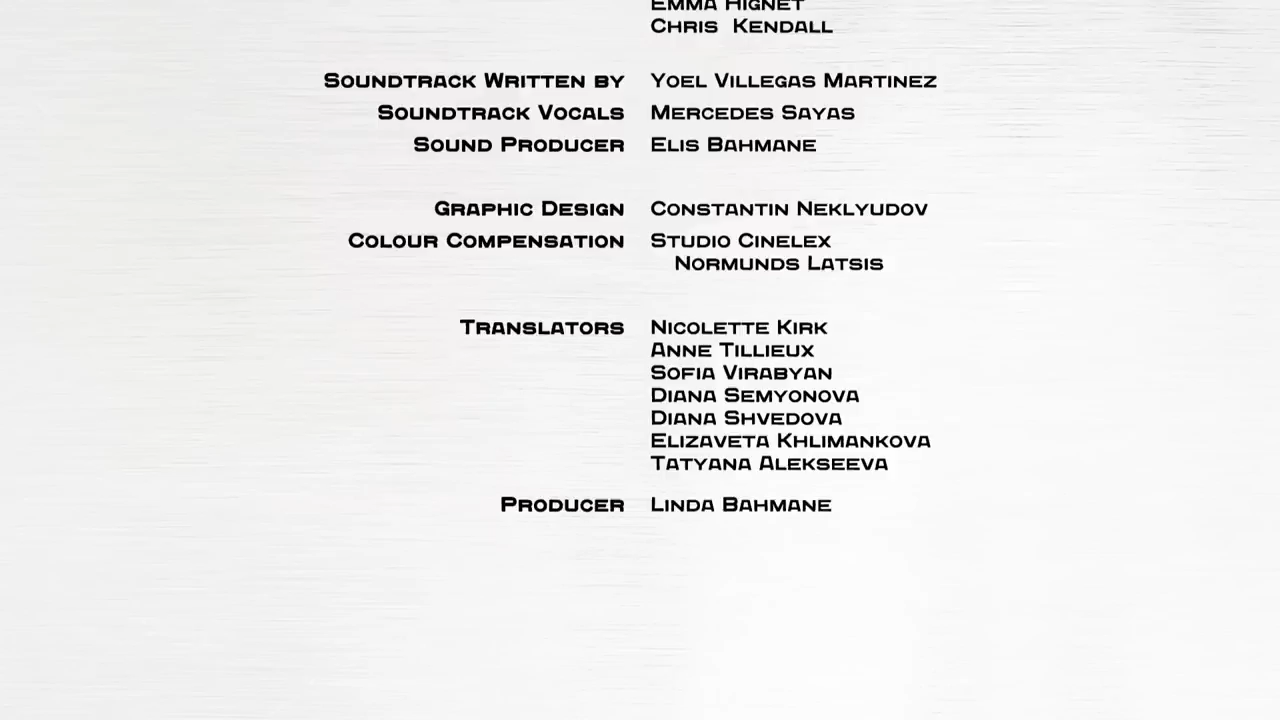 Emma Hignet
Chris Kendall
Soundtrack Written by Yoel Villegas Martinez
Soundtrack Vocals Mercedes Sayas
Sound Producer Elis Bahmane
Graphic Design Constantin Neklyudov
Colour Compensation Studio Cinelex
Normunds Latsis
Translators Nicolette Kirk
Anne Tillieux
Sofia Virabyan
Diana Semyonova
Diana Shvedova
Elizaveta Khlimankova
Tatyana Alekseeva
Producer Linda Bahmane